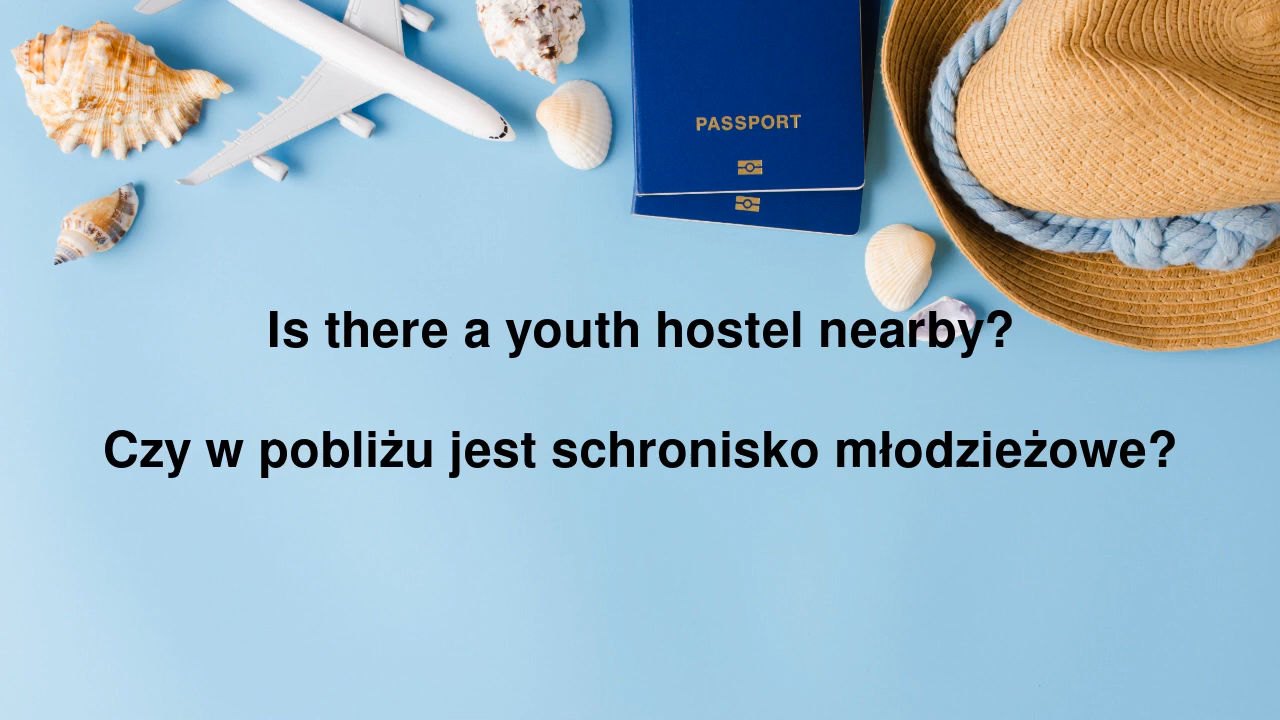 PASSPORT
Is there a youth hostel nearby?
Czy w pobliżu jest schronisko młodzieżowe?